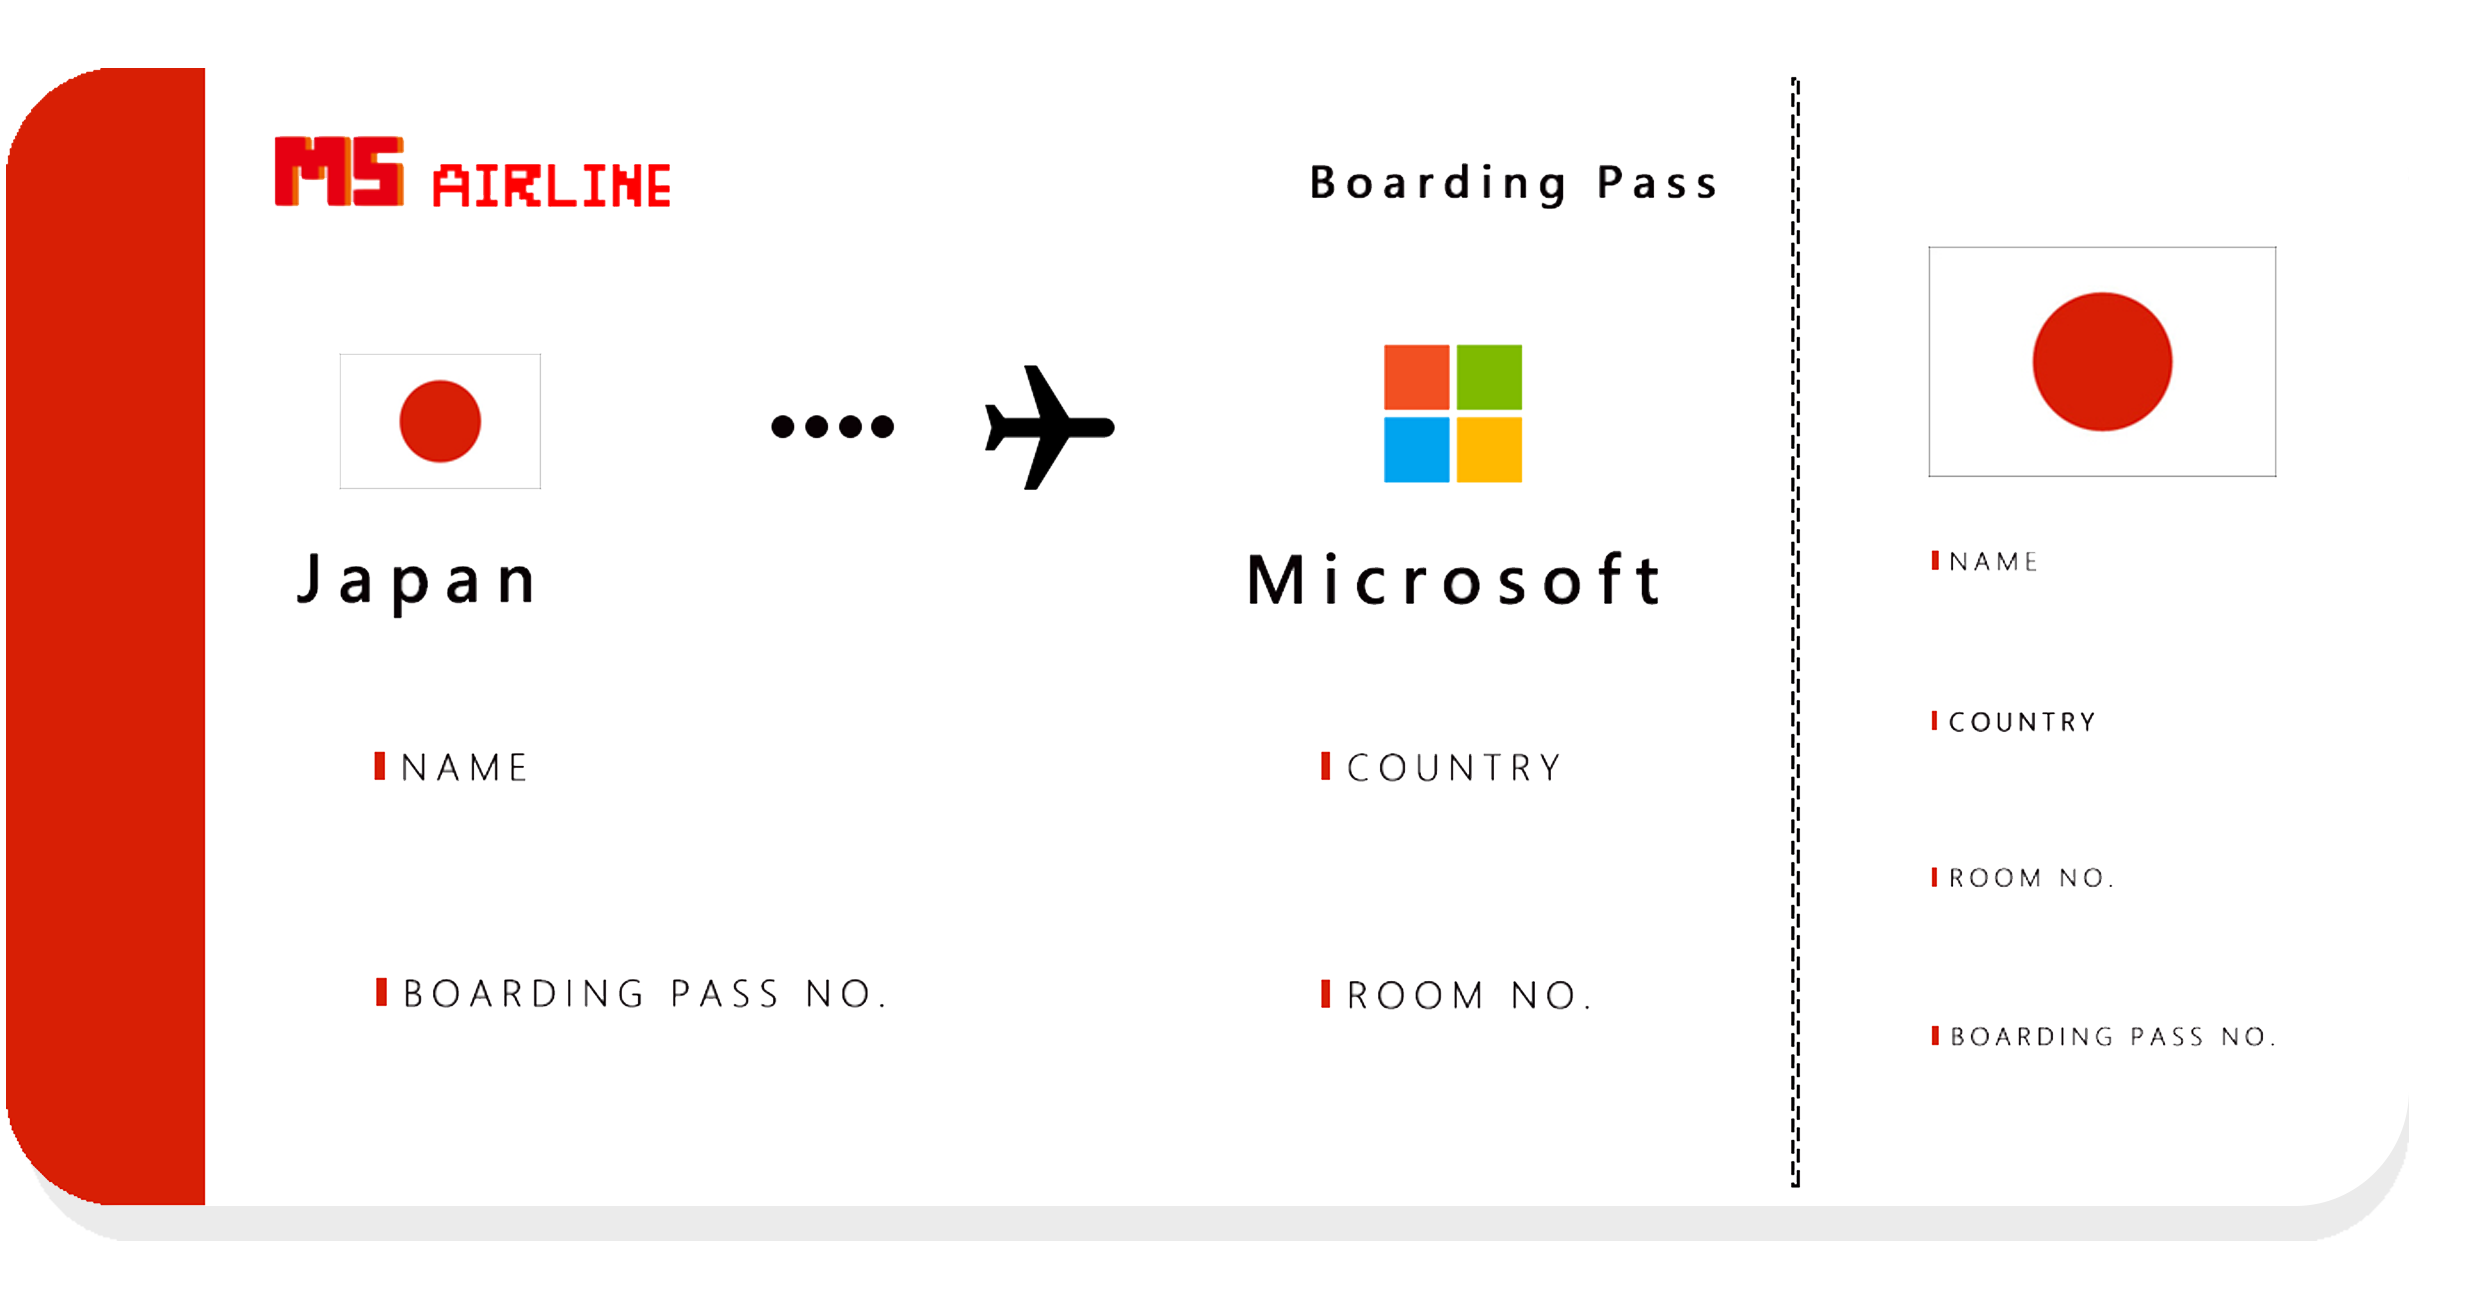 MS AIRLINE
Boarding Pass
Japan
Microsoft
NAME
COUNTRY
BOARDING PASS NO.
ROOM NO.
NAME
COUNTRY
ROOM NO.
BOARDING PASS NO.